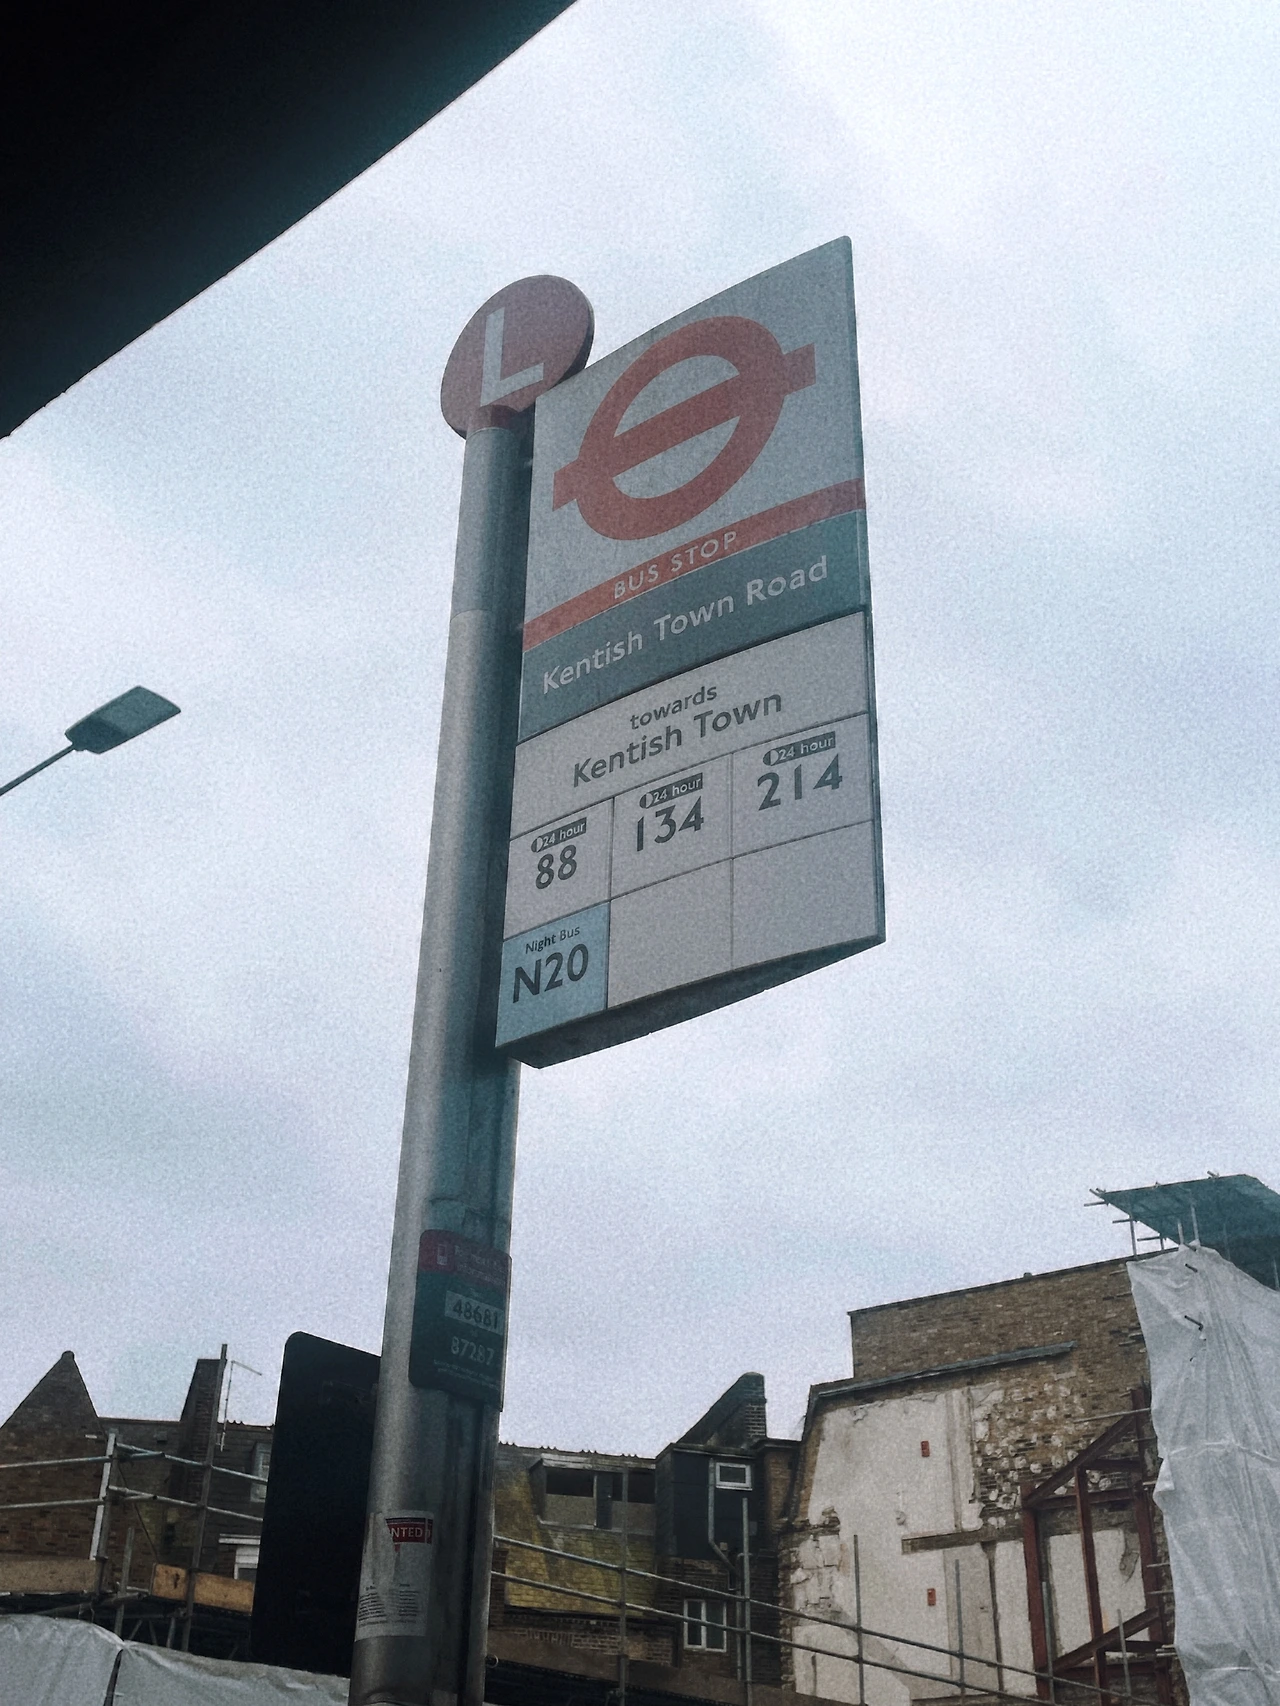 L
BUS STOP
Kentish Town Road
towards
Kentish Town
24 hour
88
24 hour
134
24 hour
214
Night Bus
N20
48681
87287
NTED